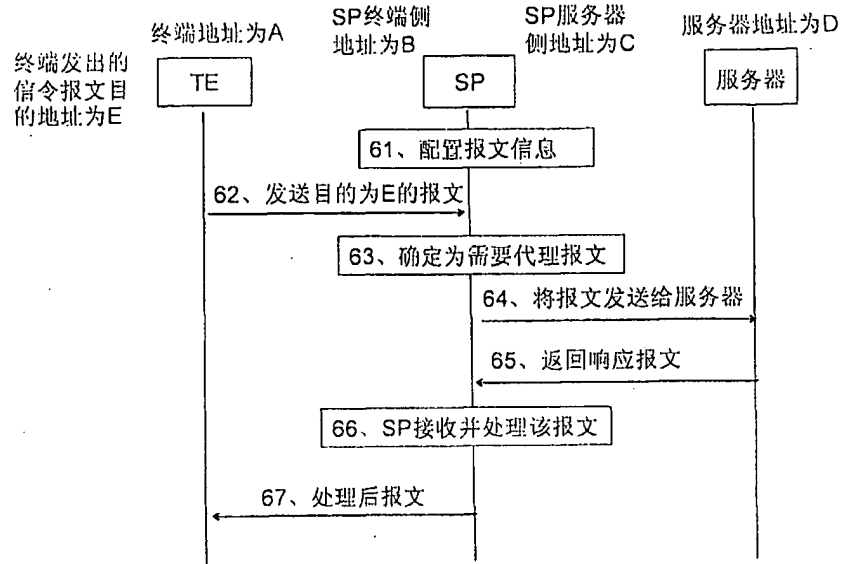 终端发出的
信令报文目
的地址为E
终端地址为A
SP终端侧
地址为B
SP服务器
侧地址为C
服务器地址为D
TE
SP
服务器
61、配置报文信息
62、发送目的为E的报文
63、确定为需要代理报文
64、将报文发送给服务器
65、返回响应报文
66、SP接收并处理该报文
67、处理后报文